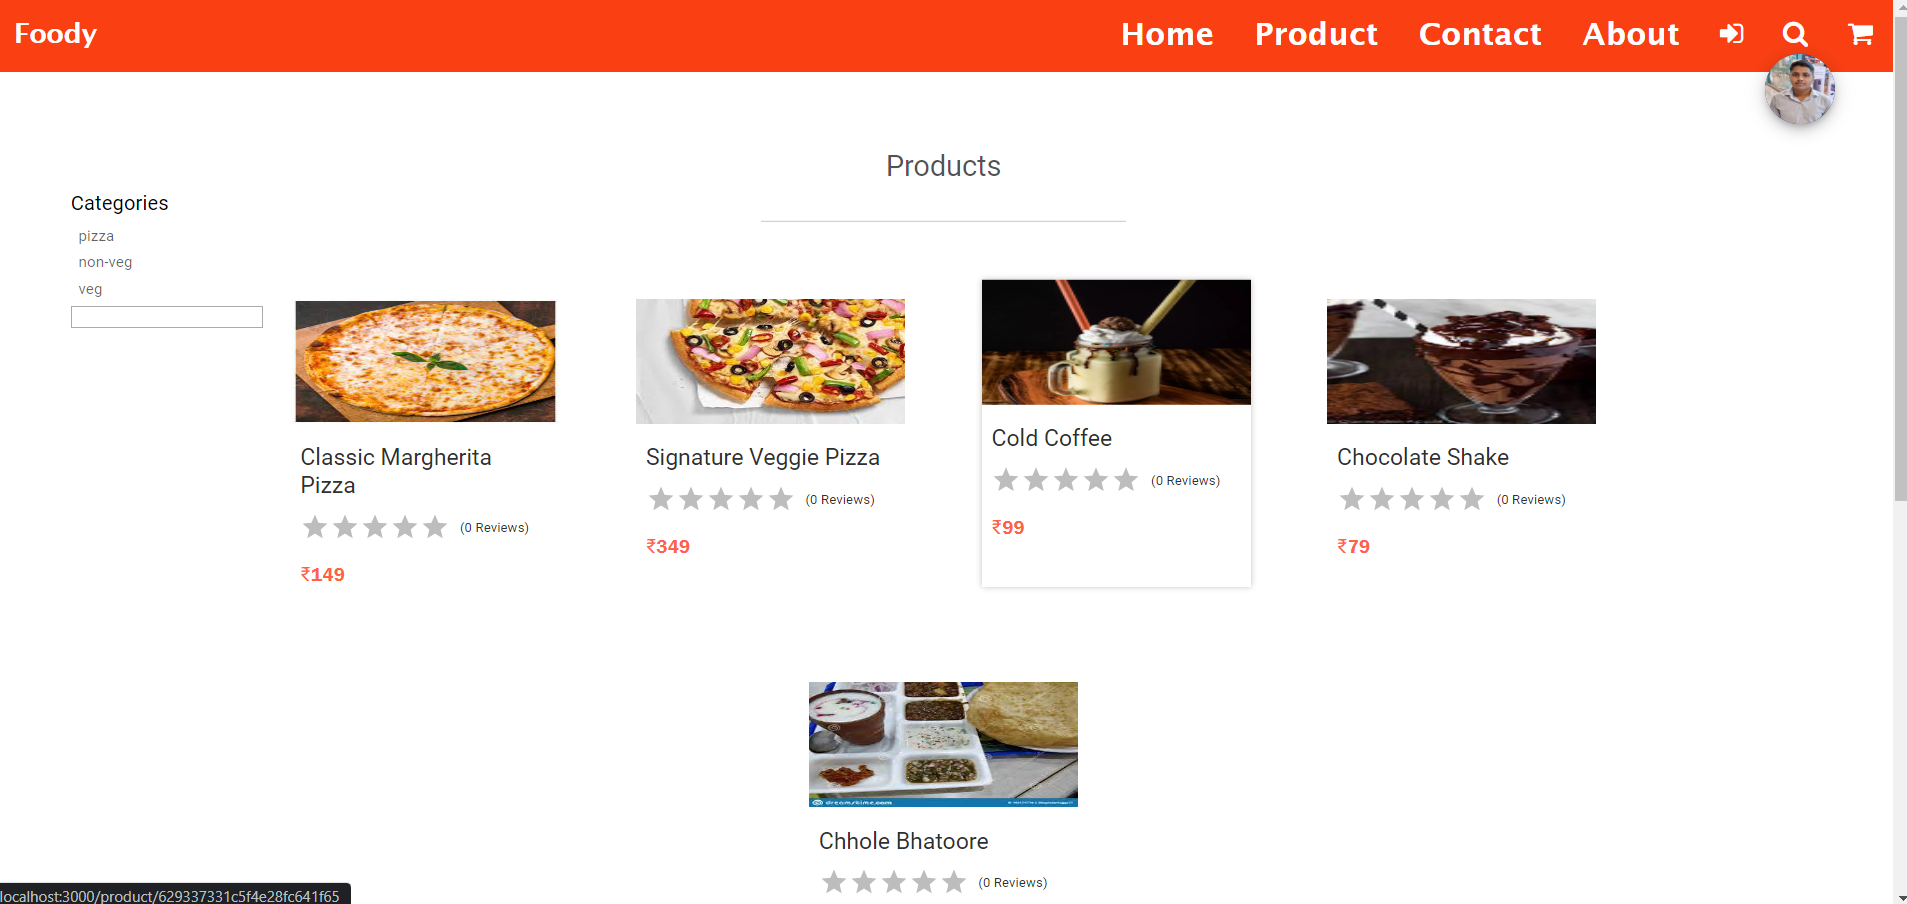 Foody
Home Product Contact About
Products
Categories
pizza
non-veg
veg
Classic Margherita
Pizza
(0 Reviews)
₹149
Signature Veggie Pizza
(0 Reviews)
₹349
Cold Coffee
(0 Reviews)
₹99
Chocolate Shake
(0 Reviews)
₹79
dreamstime.com
Chhole Bhatoore
(0 Reviews)
localhost:3000/product/629337331c5f4e28fc641f65